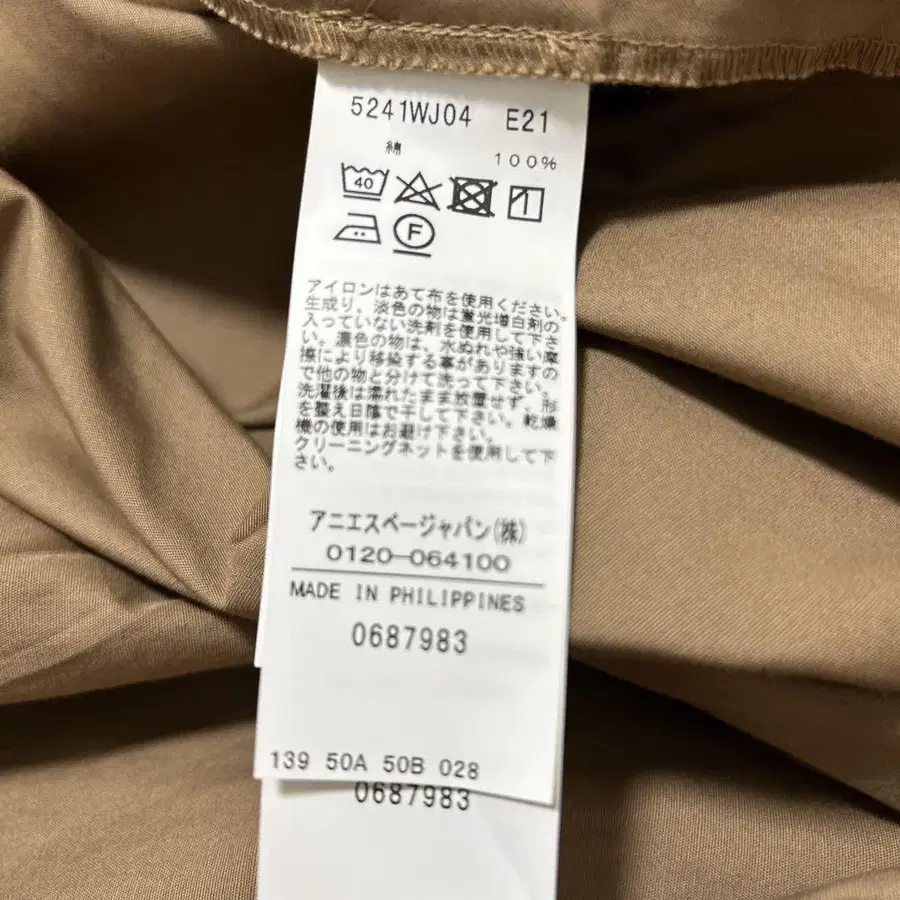 5241WJ04 E21
綿 100%
40
F
アイロンはあて布を使用ください。
生成り、淡色の物は蛍光増白剤の
入っていない洗剤を使用して下さ
い。濃色の物は、水ぬれや強い摩
擦により移染する事がありますの
で他の物と分けて洗って下さい。
洗濯後は濡れたまま放置せず、形
を整え日陰で干して下さい。乾燥
機の使用はお避け下さい。
クリーニングネットを使用して下
さい。
アニエスベージャパン(株)
0120-064100
MADE IN PHILIPPINES
0687983
139 50A 50B 028
0687983